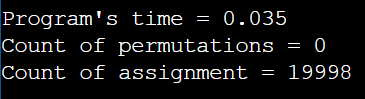 Program's time = 0.035
Count of permutations = 0
Count of assignment = 19998